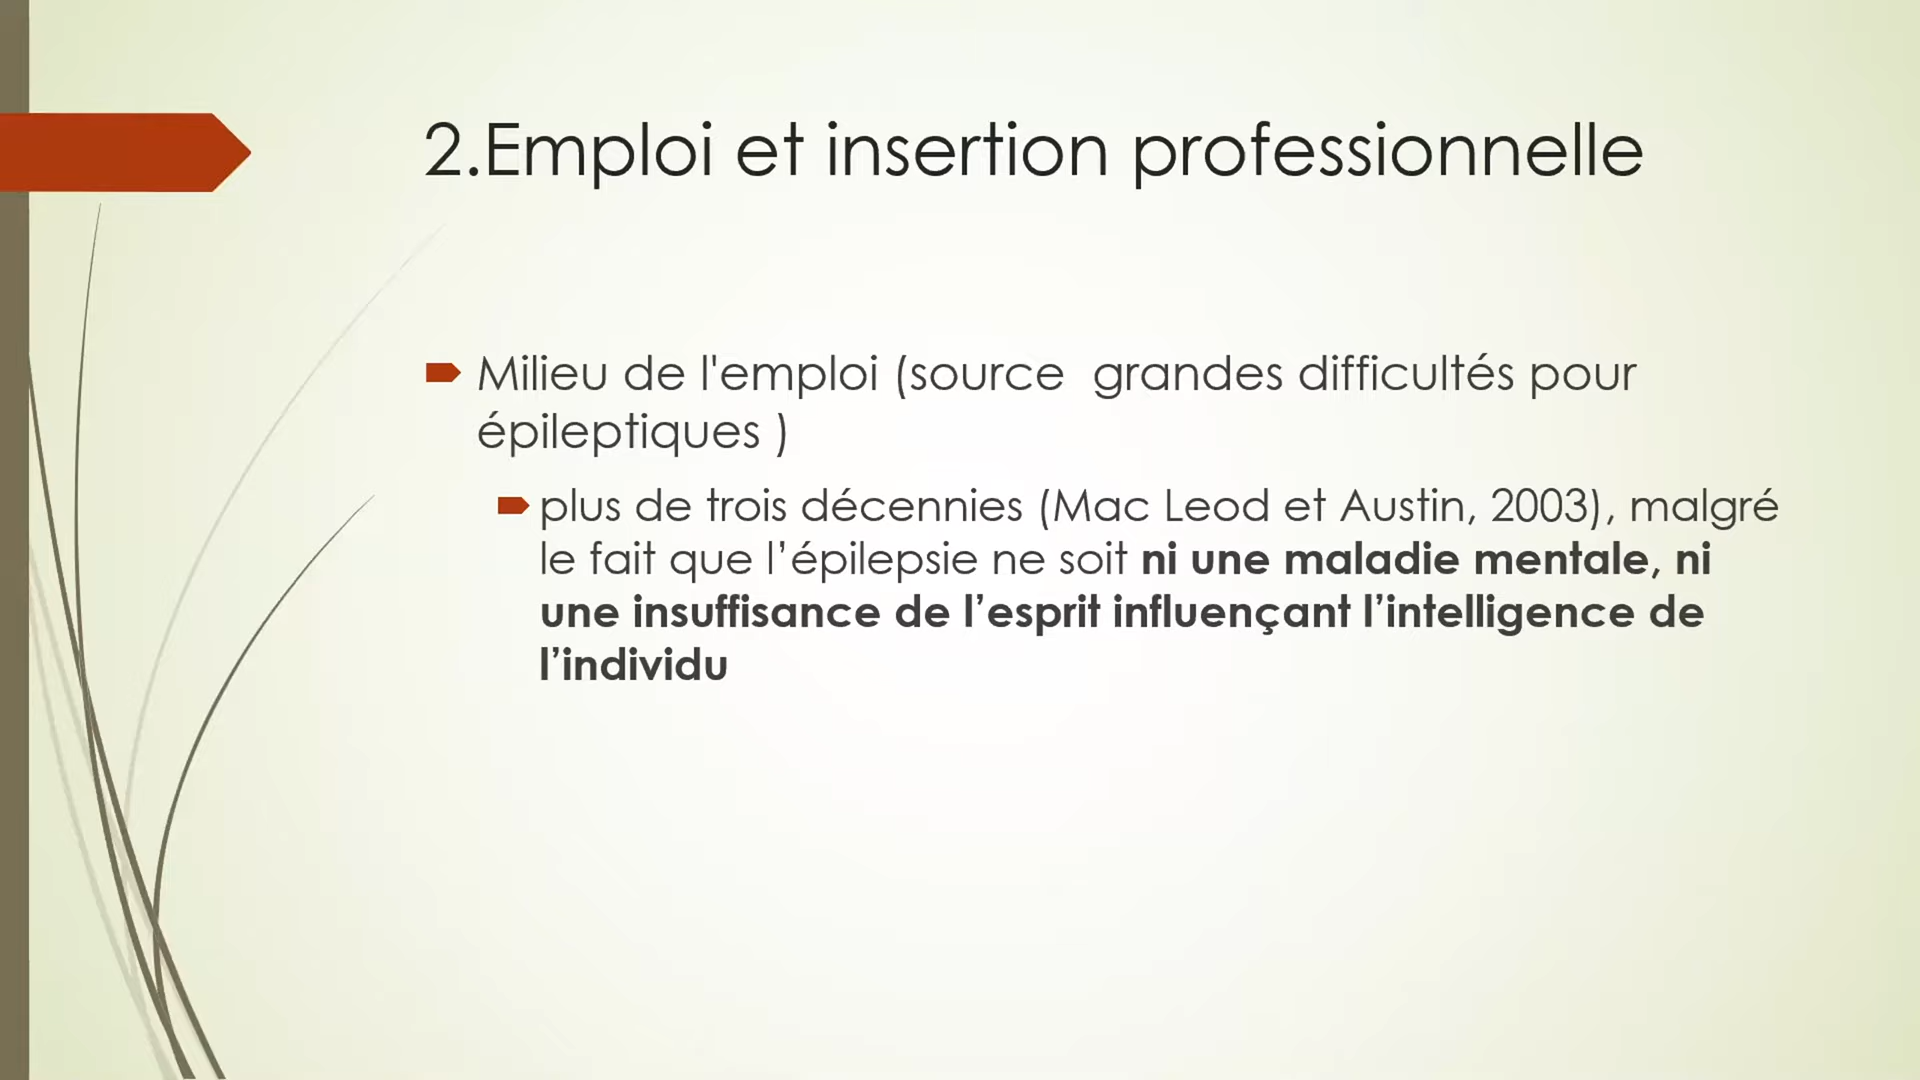 2.Emploi et insertion professionnelle
Milieu de l'emploi (source  grandes difficultés pour
épileptiques )
plus de trois décennies (Mac Leod et Austin, 2003), malgré
le fait que l’épilepsie ne soit ni une maladie mentale, ni
une insuffisance de l’esprit influençant l’intelligence de
l’individu